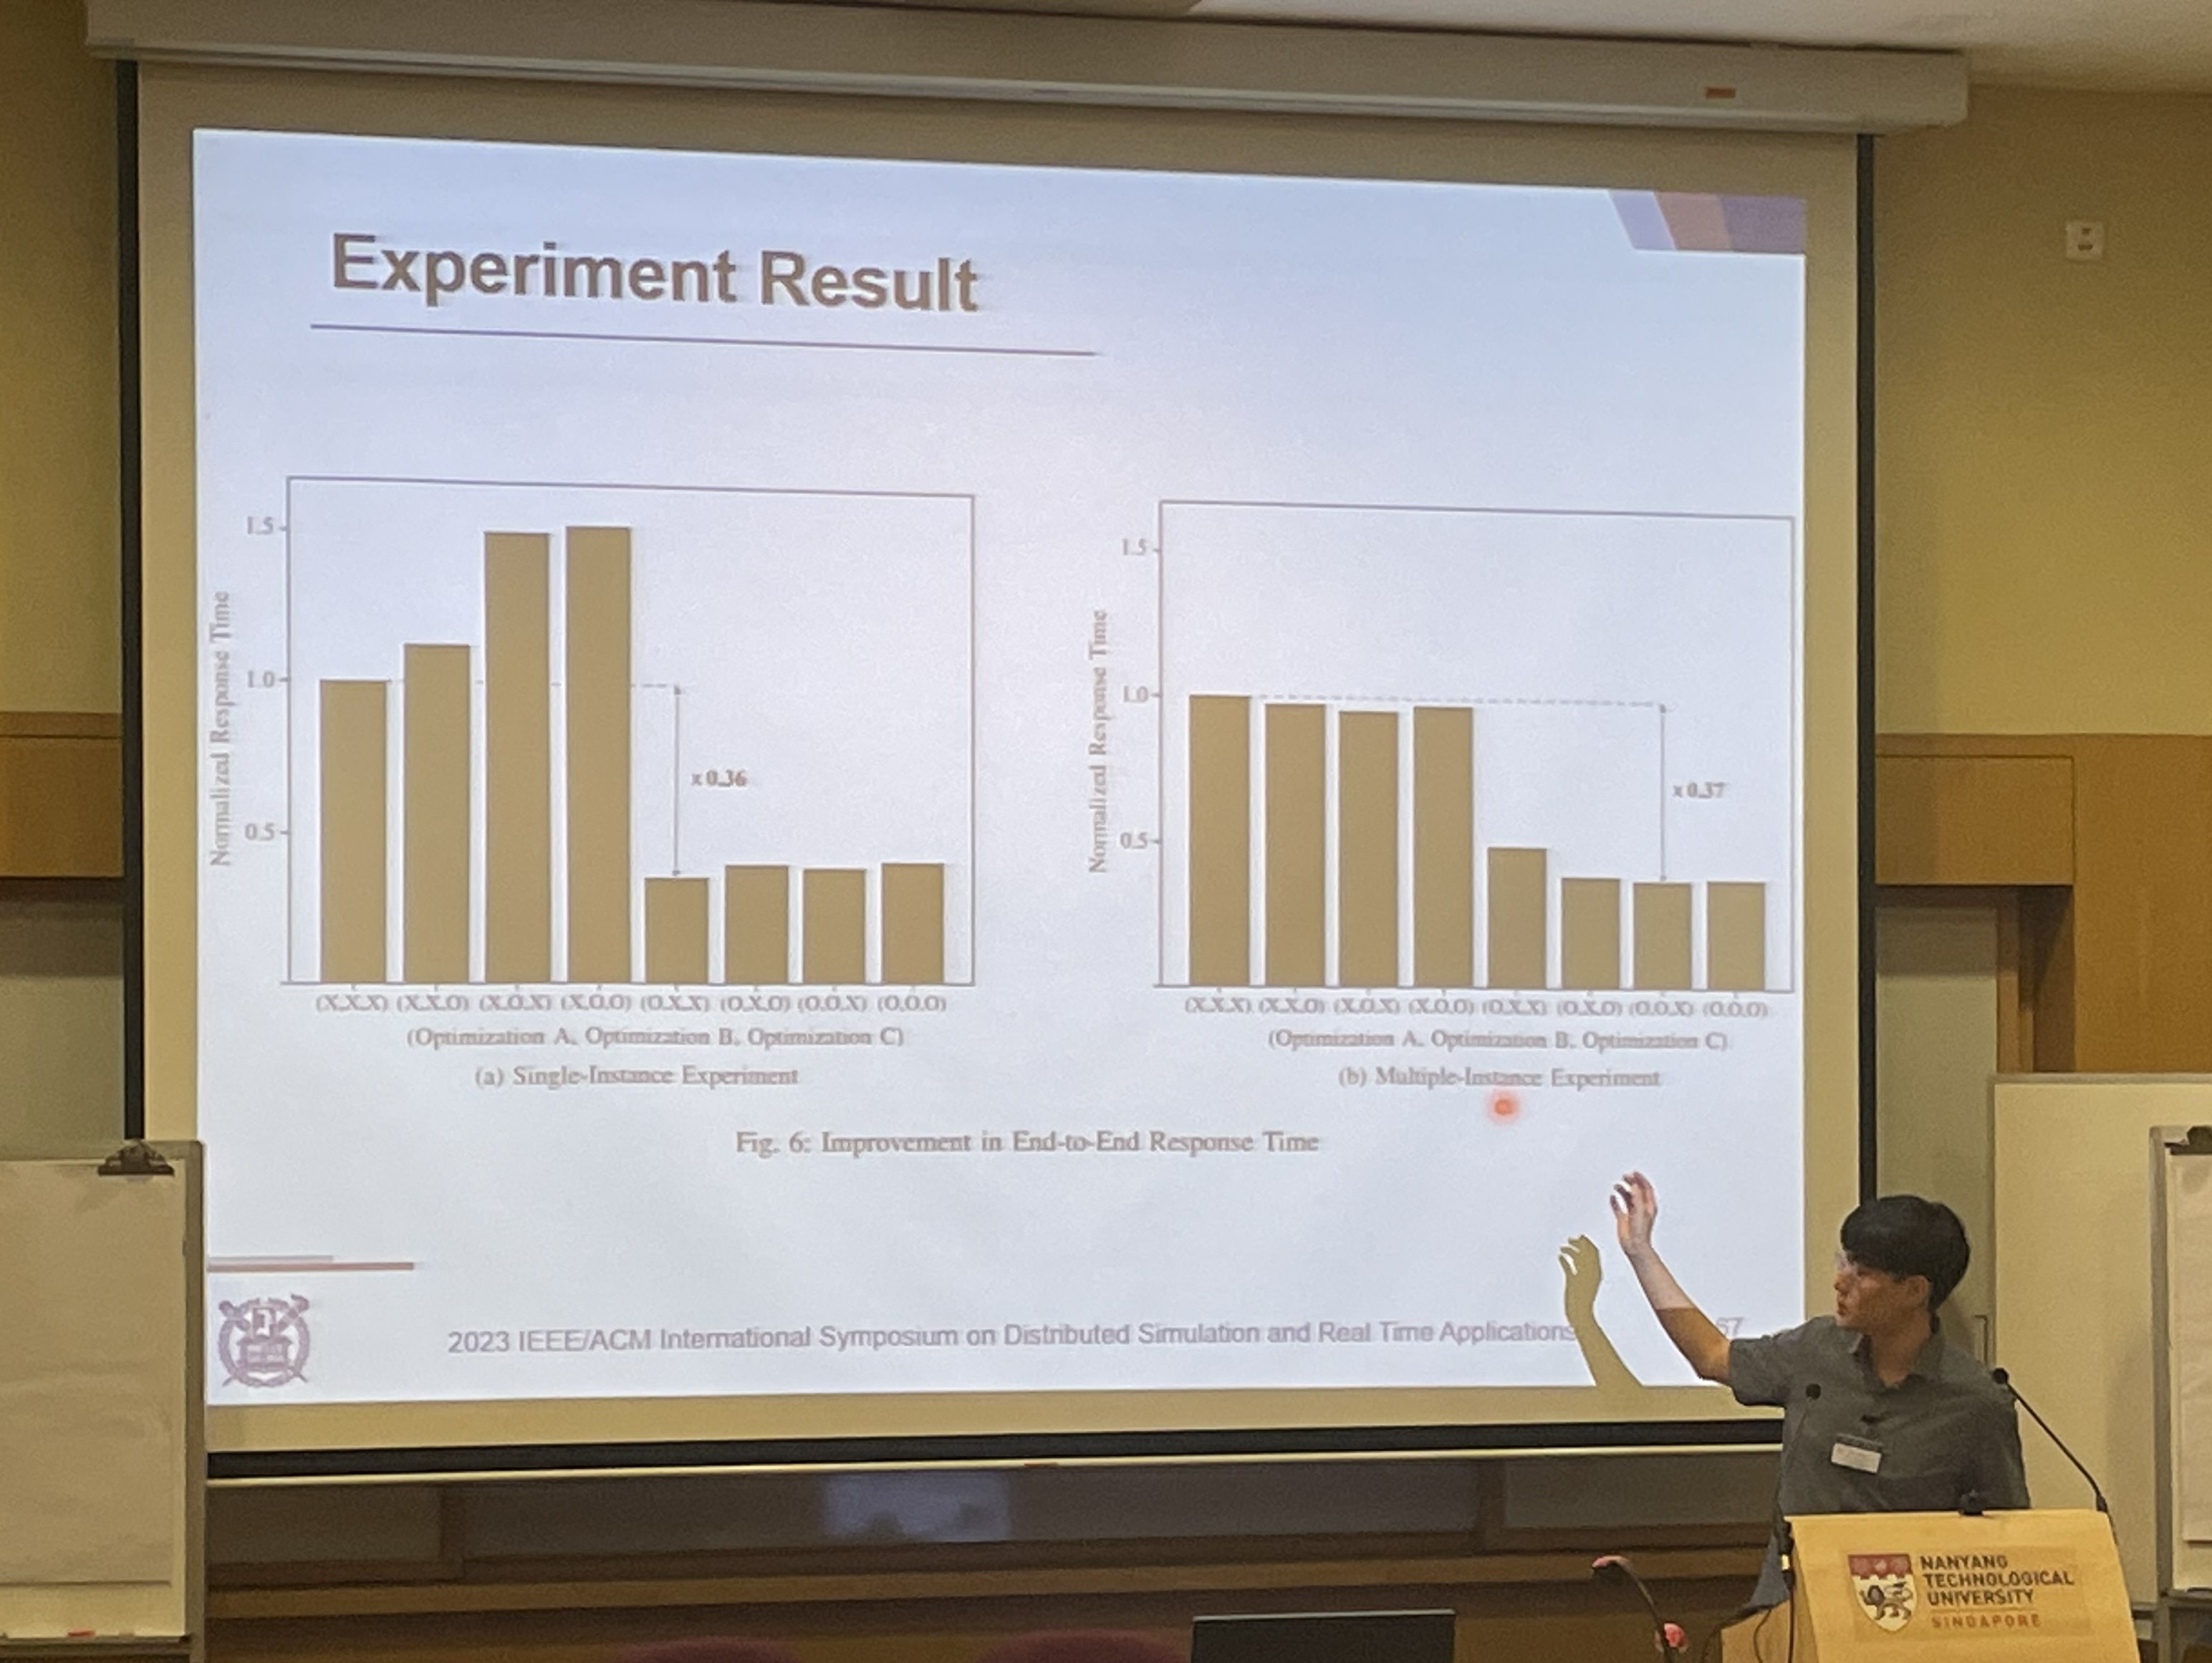 Experiment Result
1.5
1.0
0.5
Normalized Response Time
x 0.36
(X,X,X) (X,X,O) (X,O,X) (X,O,O) (O,X,X) (O,X,O) (O,O,X) (O,O,O)
(Optimization A, Optimization B, Optimization C)
(a) Single-Instance Experiment
1.5
1.0
0.5
Normalized Response Time
x 0.37
(X,X,X) (X,X,O) (X,O,X) (X,O,O) (O,X,X) (O,X,O) (O,O,X) (O,O,O)
(Optimization A, Optimization B, Optimization C)
(b) Multiple-Instance Experiment
Fig. 6: Improvement in End-to-End Response Time
2023 IEEE/ACM International Symposium on Distributed Simulation and Real Time Applications
NANYANG
TECHNOLOGICAL
UNIVERSITY
SINGAPORE